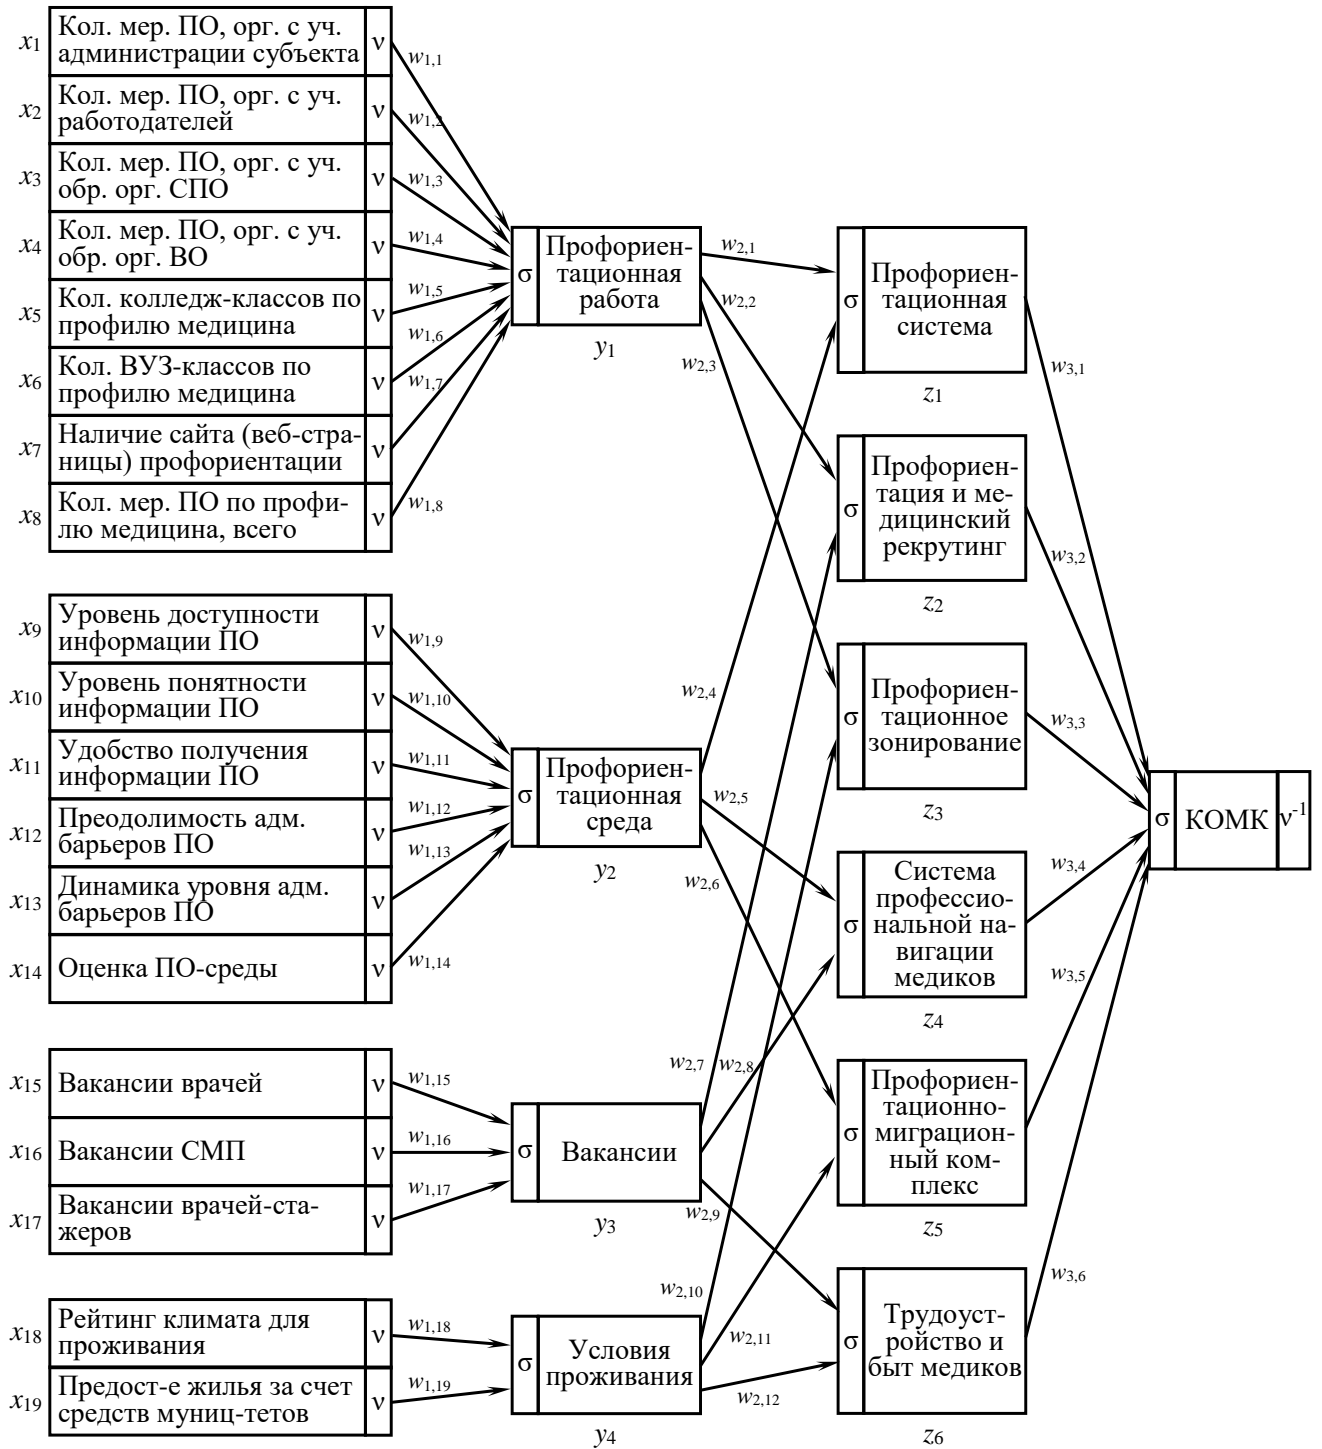 x1
Кол. мер. ПО, орг. с уч.
администрации субъекта
ν
w1,1
x2
Кол. мер. ПО, орг. с уч.
работодателей
ν
w1,2
x3
Кол. мер. ПО, орг. с уч.
обр. орг. СПО
ν
w1,3
x4
Кол. мер. ПО, орг. с уч.
обр. орг. ВО
ν
w1,4
x5
Кол. колледж-классов по
профилю медицина
ν
w1,5
x6
Кол. ВУЗ-классов по
профилю медицина
ν
w1,6
x7
Наличие сайта (веб-стра-
ницы) профориентации
ν
w1,7
x8
Кол. мер. ПО по профи-
лю медицина, всего
ν
w1,8
x9
Уровень доступности
информации ПО
ν
w1,9
x10
Уровень понятности
информации ПО
ν
w1,10
x11
Удобство получения
информации ПО
ν
w1,11
x12
Преодолимость адм.
барьеров ПО
ν
w1,12
x13
Динамика уровня адм.
барьеров ПО
ν
w1,13
x14
Оценка ПО-среды
ν
w1,14
x15
Вакансии врачей
ν
w1,15
x16
Вакансии СМП
ν
w1,16
x17
Вакансии врачей-ста-
жеров
ν
w1,17
x18
Рейтинг климата для
проживания
ν
w1,18
x19
Предост-е жилья за счет
средств муниц-тетов
ν
w1,19
σ
Профориен-
тационная
работа
y1
w2,1
w2,2
w2,3
σ
Профориен-
тационная
среда
y2
w2,4
w2,5
w2,6
σ
Вакансии
y3
w2,7
w2,8
w2,9
σ
Условия
проживания
y4
w2,10
w2,11
w2,12
σ
Профориен-
тационная
система
z1
w3,1
σ
Профориен-
тация и ме-
дицинский
рекрутинг
z2
w3,2
σ
Профориен-
тационное
зонирование
z3
w3,3
σ
Система
профессио-
нальной на-
вигации
медиков
z4
w3,4
σ
Профориен-
тационно-
миграцион-
ный ком-
плекс
z5
w3,5
σ
Трудоуст-
ройство и
быт медиков
z6
w3,6
σ
КОМК
ν-1